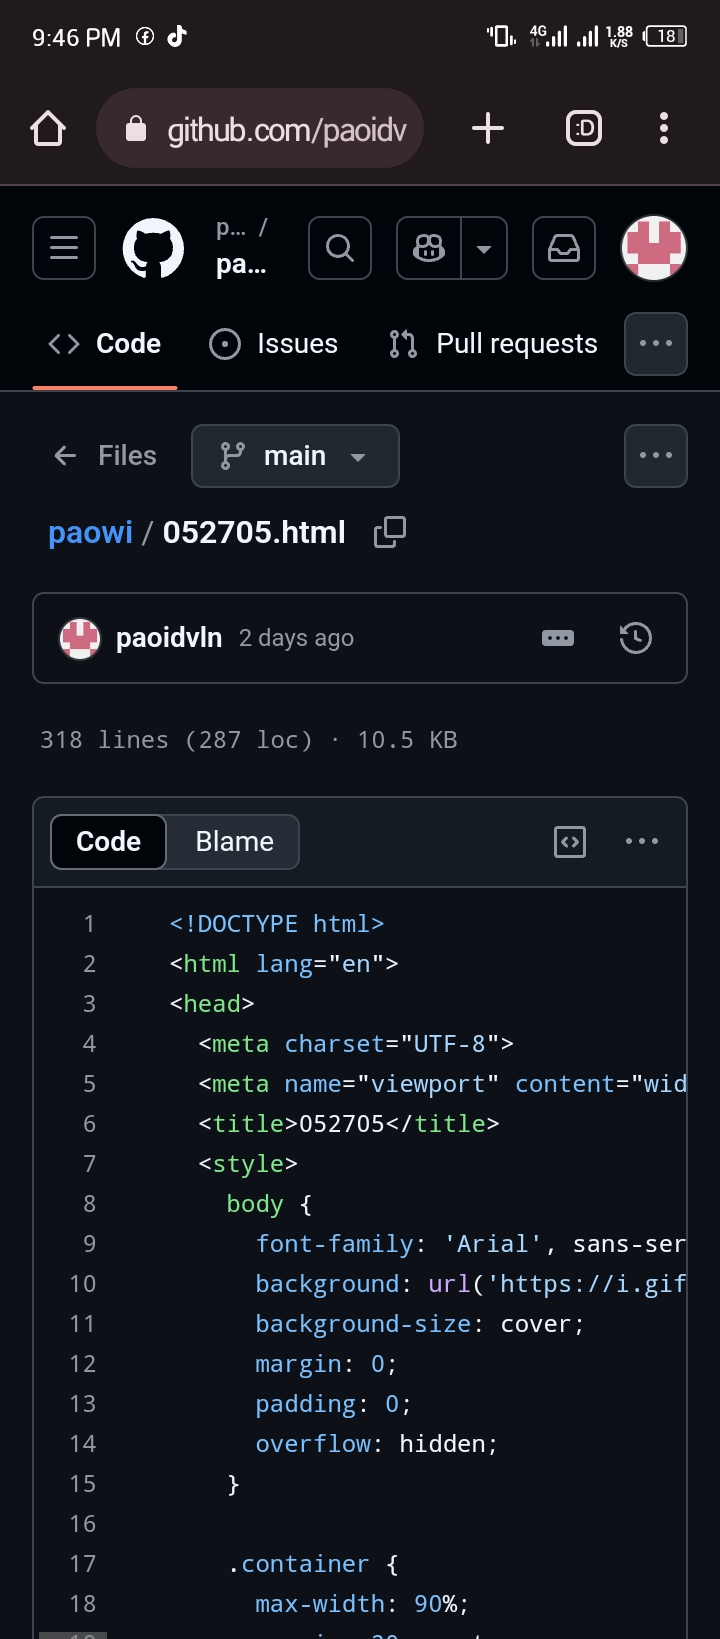 9:46 PM 4G 1.88 K/S 18
github.com/paoidv :D
p... /
pa...
Code Issues Pull requests
Files main
paowi / 052705.html
paoidvln 2 days ago
318 lines (287 loc) · 10.5 KB
Code Blame
1 <!DOCTYPE html>
2 <html lang="en">
3 <head>
4 <meta charset="UTF-8">
5 <meta name="viewport" content="wid
6 <title>052705</title>
7 <style>
8 body {
9 font-family: 'Arial', sans-ser
10 background: url('https://i.gif
11 background-size: cover;
12 margin: 0;
13 padding: 0;
14 overflow: hidden;
15 }
16
17 .container {
18 max-width: 90%;